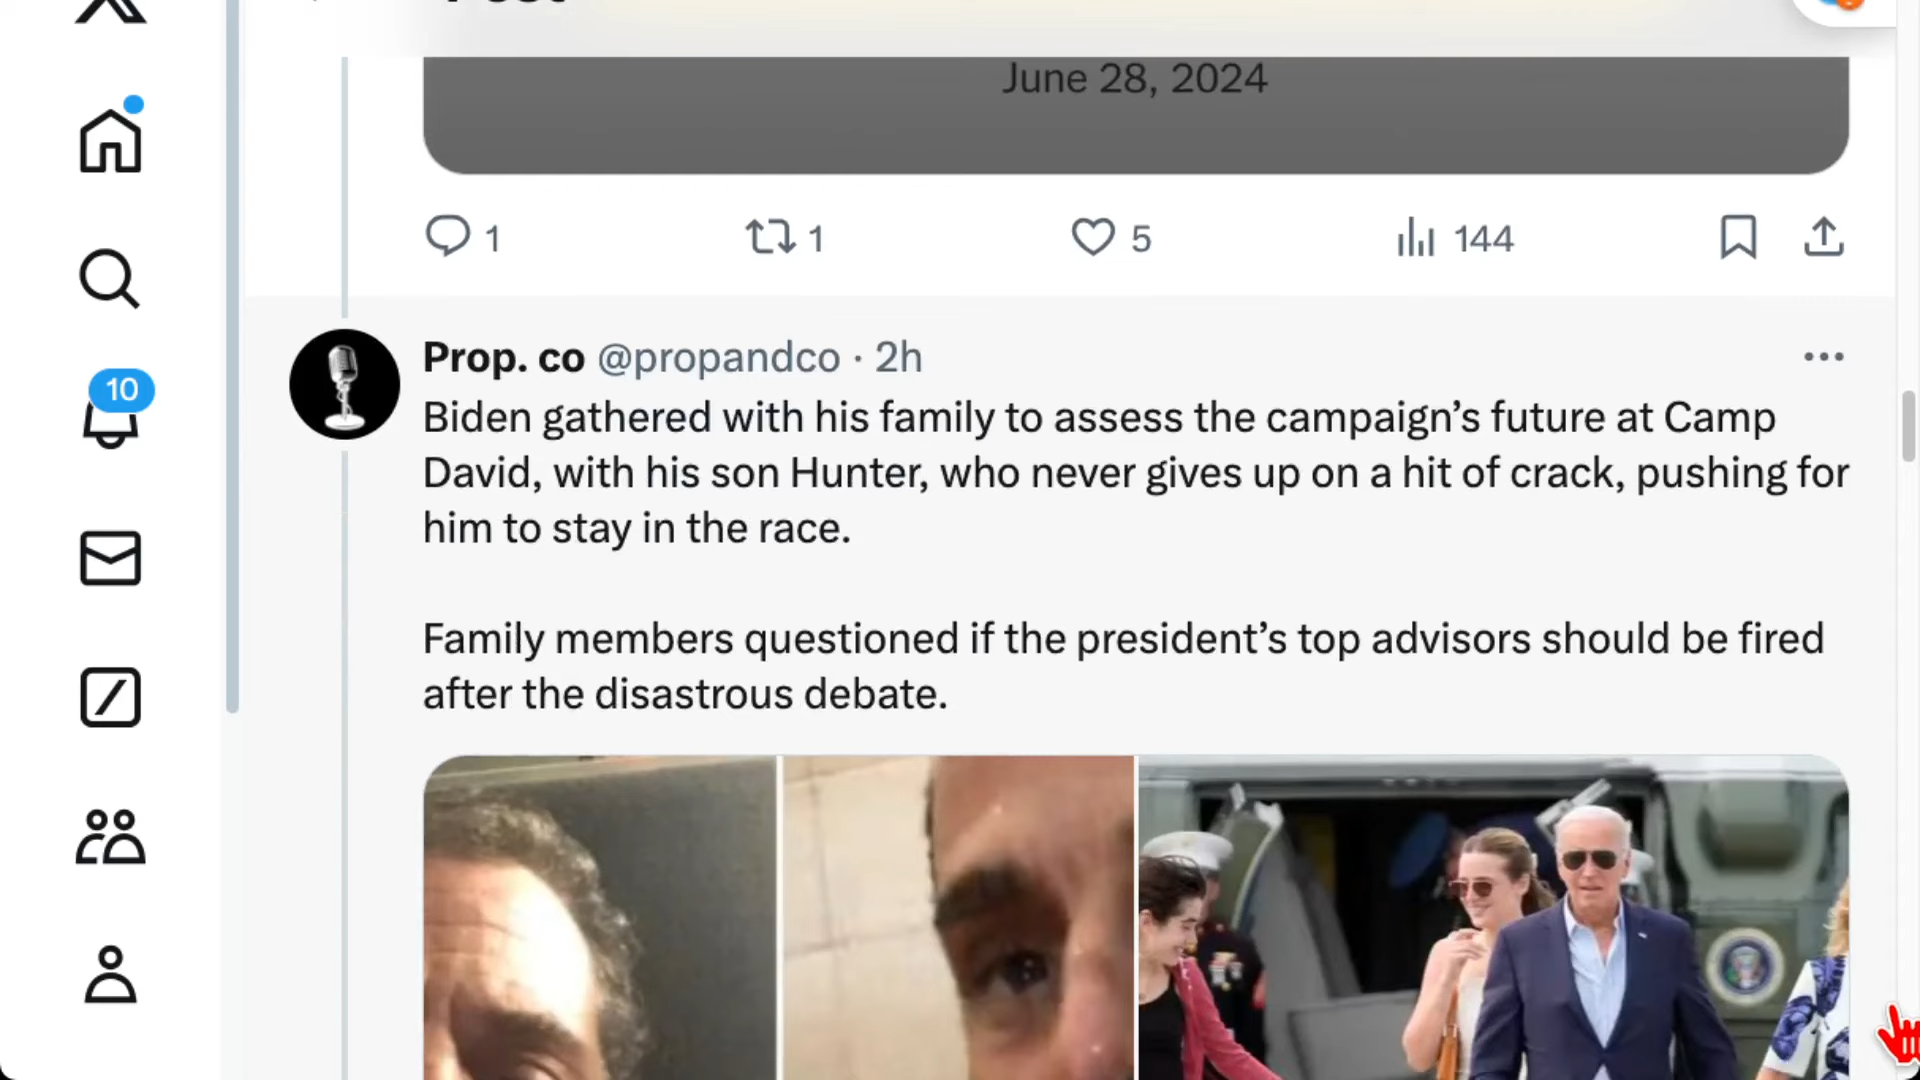 Post
June 28, 2024
1
1
5
144
10
Prop. co @propandco · 2h
Biden gathered with his family to assess the campaign’s future at Camp
David, with his son Hunter, who never gives up on a hit of crack, pushing for
him to stay in the race.
Family members questioned if the president’s top advisors should be fired
after the disastrous debate.